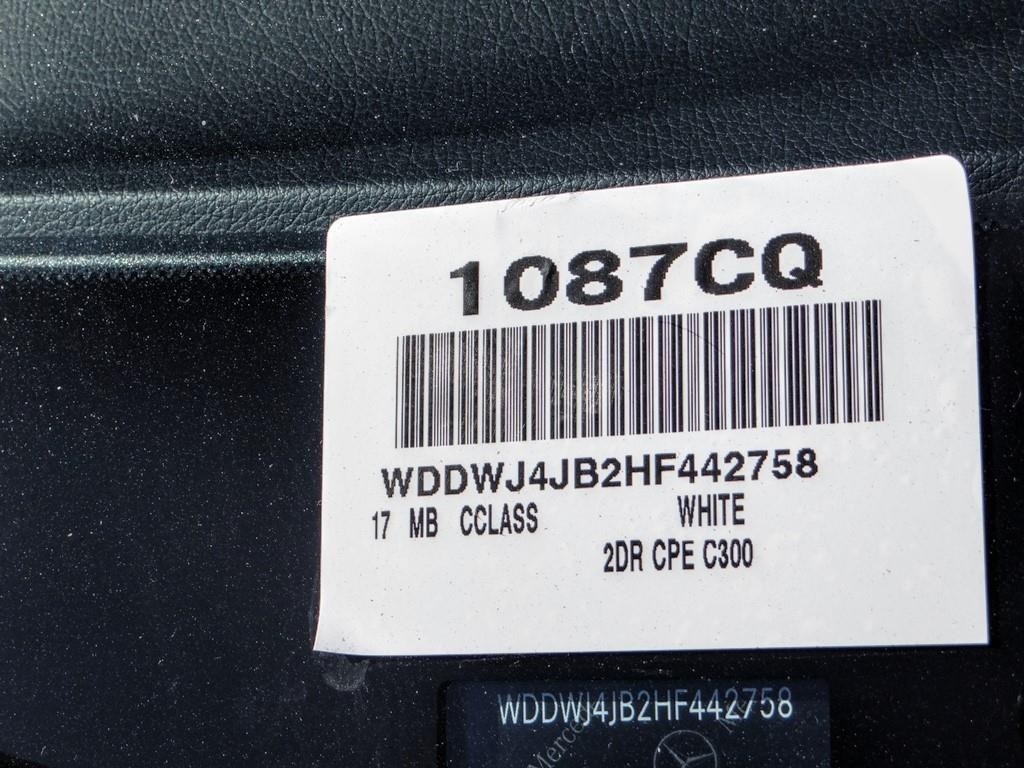 1087CQ
WDDWJ4JB2HF442758
17 MB CCLASS WHITE
2DR CPE C300
WDDWJ4JB2HF442758